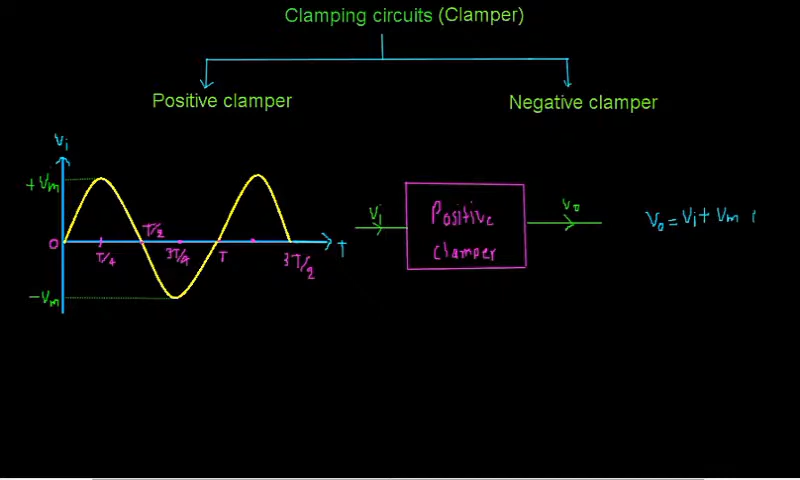 Clamping circuits (Clamper)
Positive clamper
Negative clamper
Vi
+Vm
0
-Vm
T/4
T/2
3T/4
T
3T/2
T
Vi
Positive
clamper
Vo
Vo = Vi + Vm